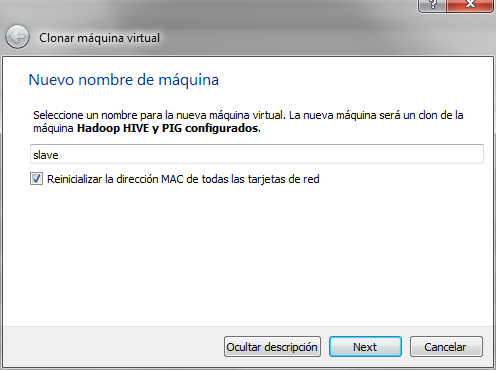 Clonar máquina virtual
Nuevo nombre de máquina
Seleccione un nombre para la nueva máquina virtual. La nueva máquina será un clon de la
máquina Hadoop HIVE y PIG configurados.
slave
Reinicializar la dirección MAC de todas las tarjetas de red
Ocultar descripción Next Cancelar